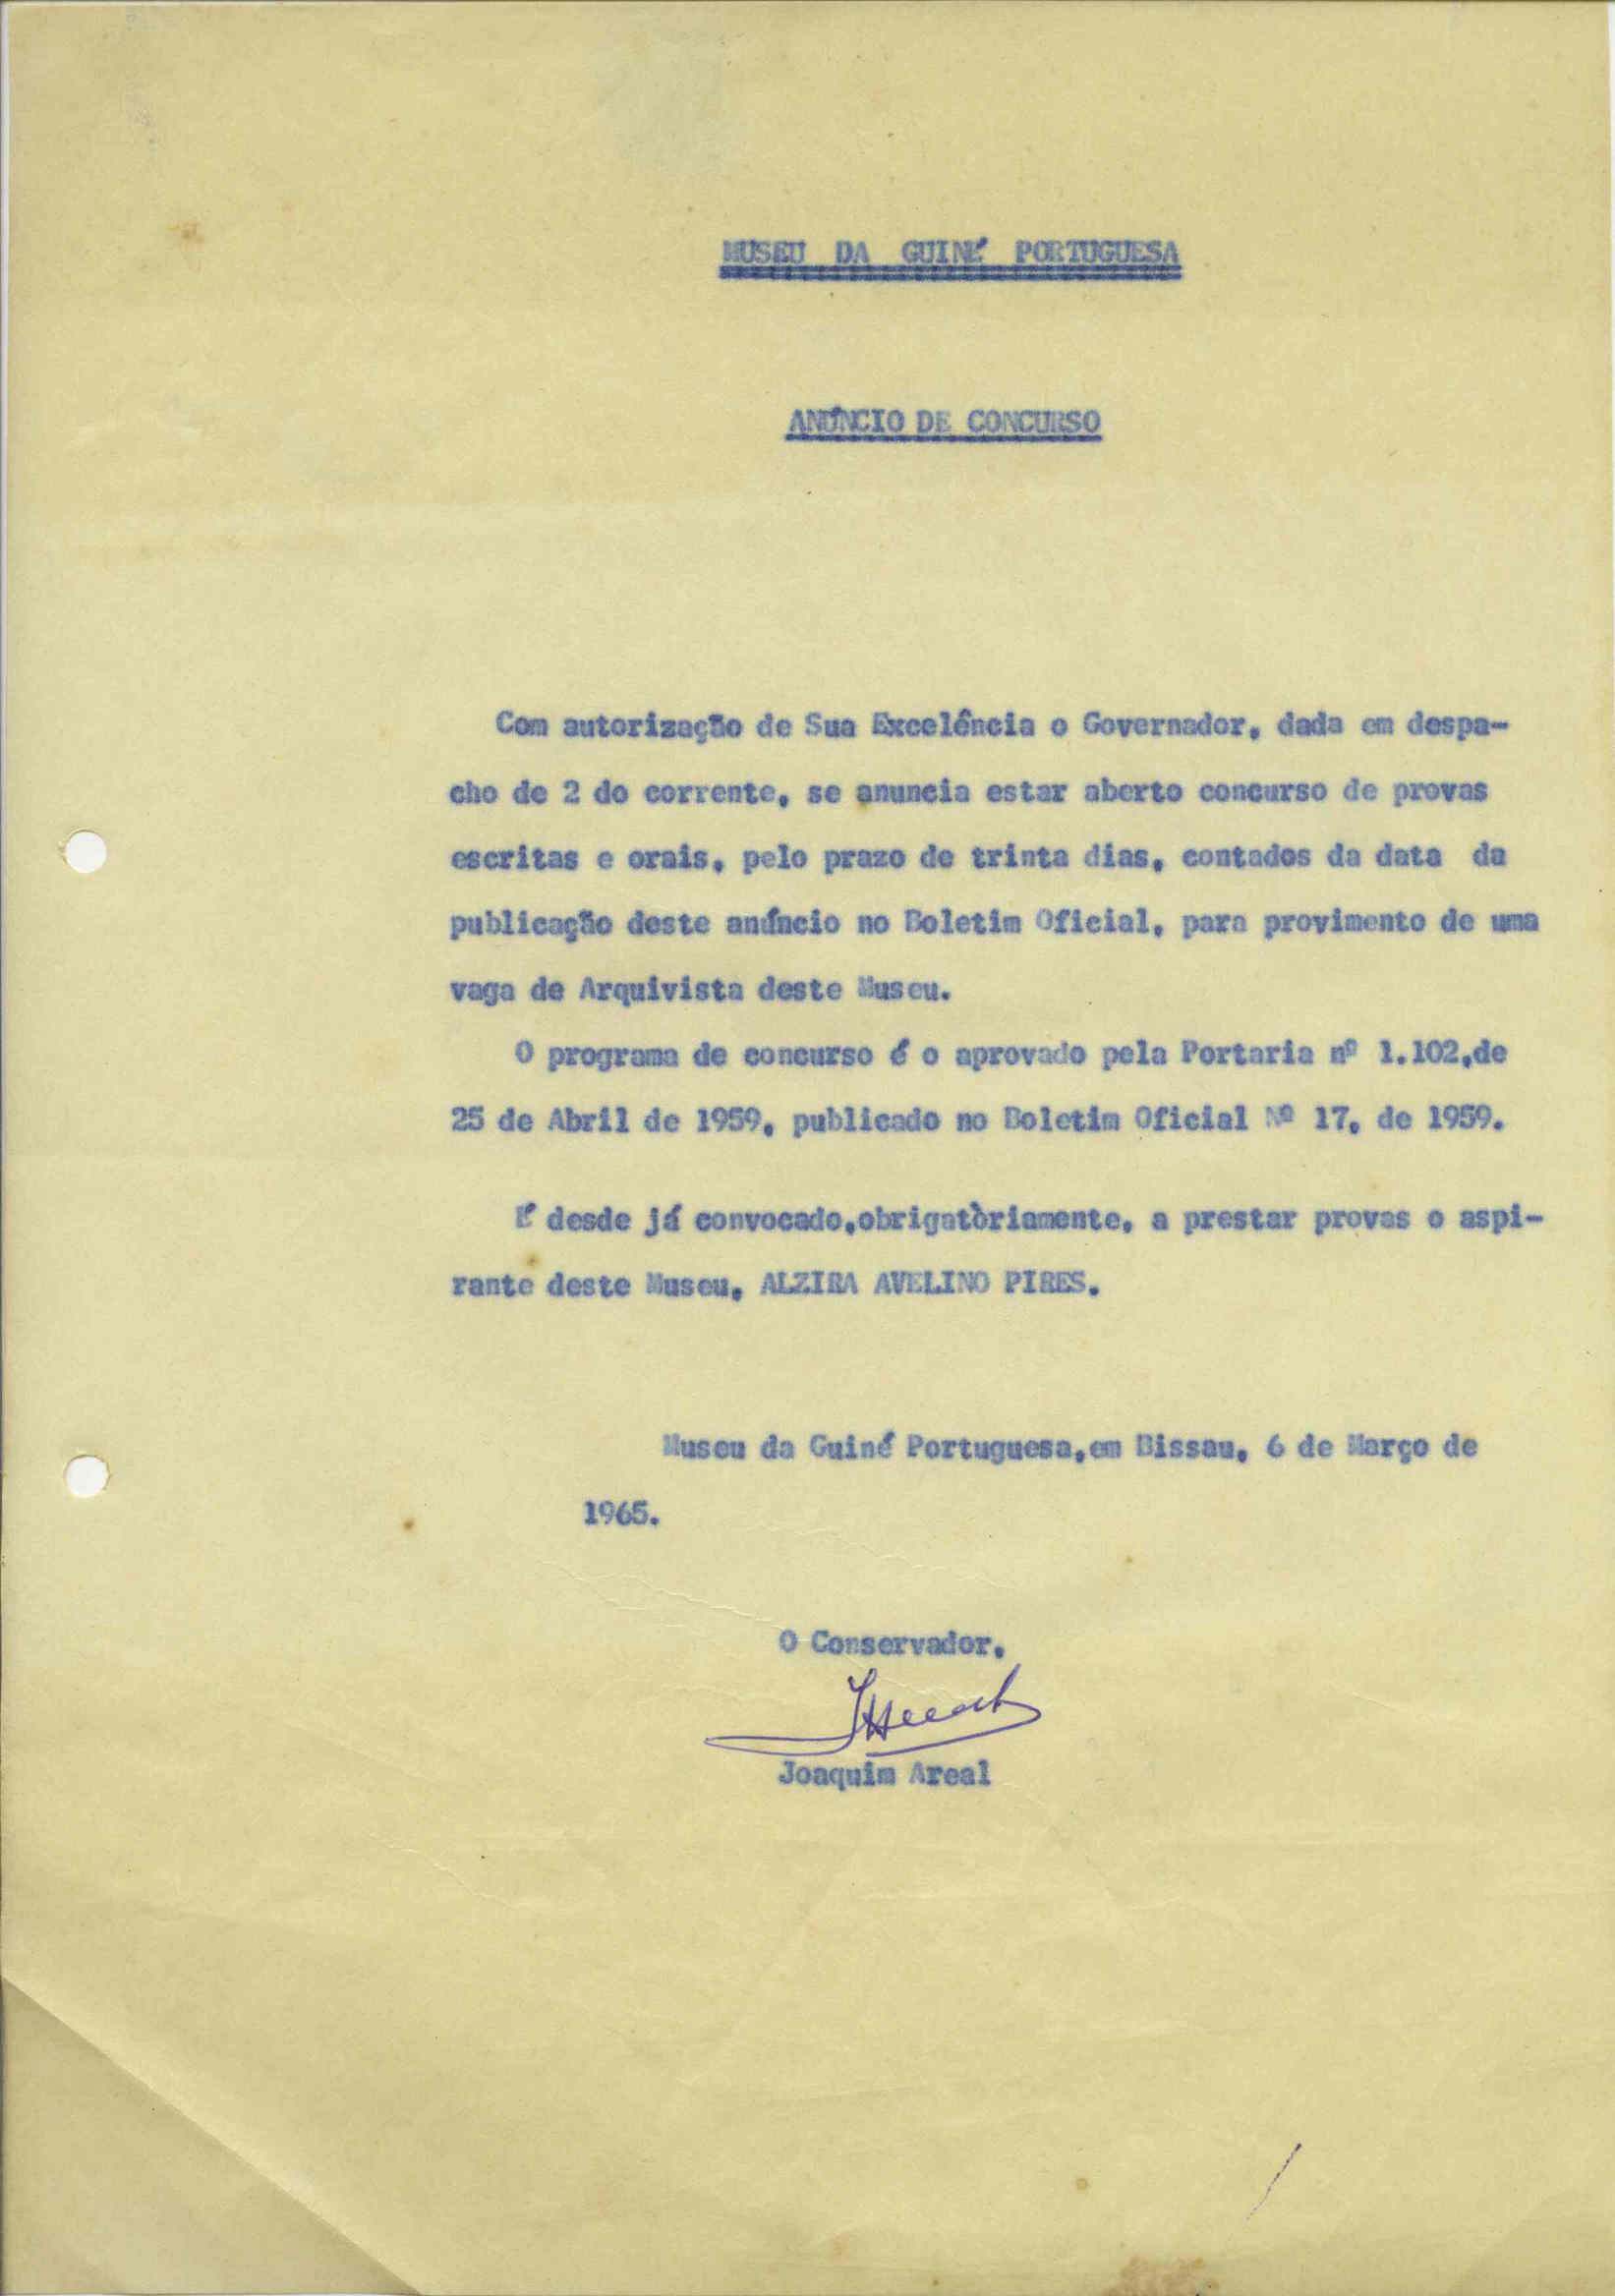 MUSEU DA GUINÉ PORTUGUESA
ANÚNCIO DE CONCURSO
Com autorização de Sua Excelência o Governador, dada em despa-
cho de 2 do corrente, se anuncia estar aberto concurso de provas
escritas e orais, pelo prazo de trinta dias, contados da data da
publicação deste anúncio no Boletim Oficial, para provimento de uma
vaga de Arquivista deste Museu.
O programa de concurso é o aprovado pela Portaria nº 1.102,de
25 de Abril de 1959, publicado no Boletim Oficial Nº 17, de 1959.
É desde já convocado,obrigatòriamente, a prestar provas o aspi-
rante deste Museu, ALZIRA AVELINO PIRES.
Museu da Guiné Portuguesa,em Bissau, 6 de Março de
1965.
O Conservador,
Joaquim Areal